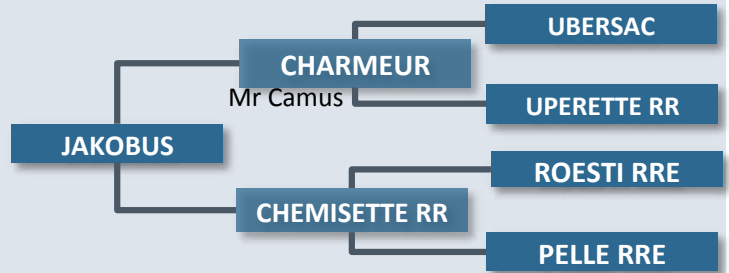 UBERSAC
CHARMEUR
Mr Camus
UPERETTE RR
JAKOBUS
ROESTI RRE
CHEMISETTE RR
PELLE RRE